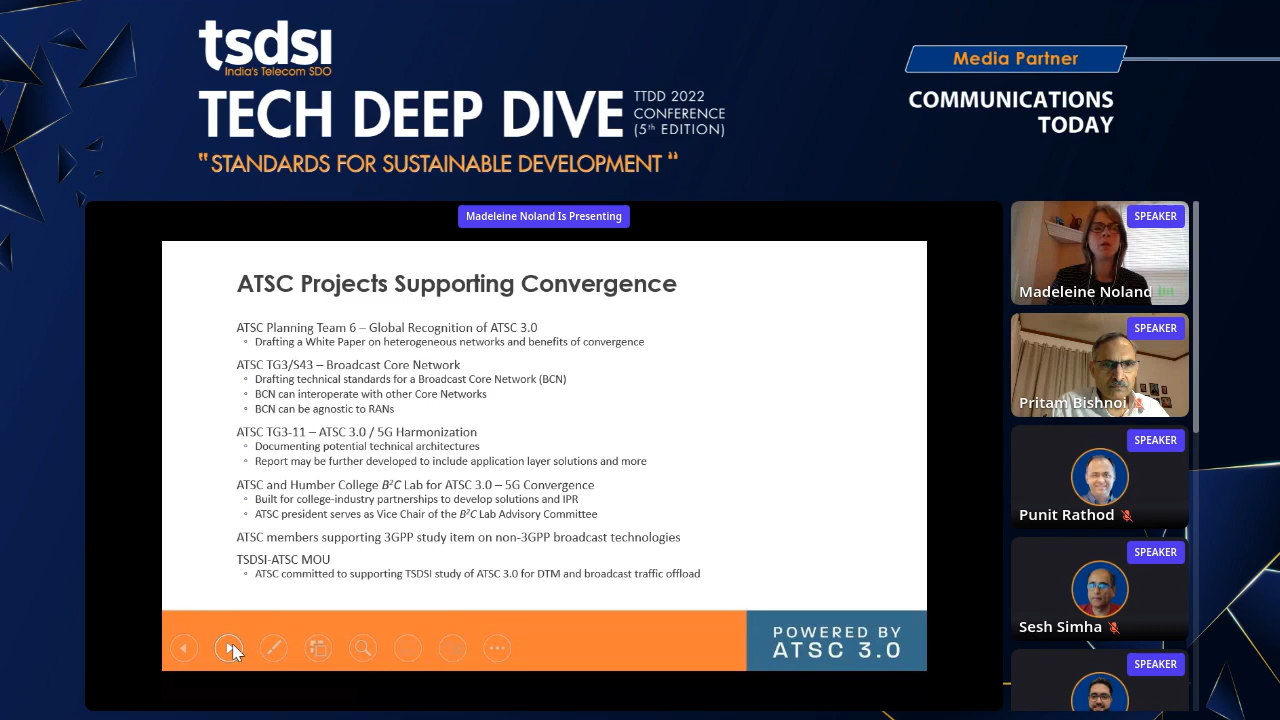 tsdsi
India's Telecom SDO
TECH DEEP DIVE
TTDD 2022
CONFERENCE
(5th EDITION)
"STANDARDS FOR SUSTAINABLE DEVELOPMENT"
Media Partner
COMMUNICATIONS
TODAY
Madeleine Noland Is Presenting
ATSC Projects Supporting Convergence
ATSC Planning Team 6 – Global Recognition of ATSC 3.0
◦ Drafting a White Paper on heterogeneous networks and benefits of convergence
ATSC TG3/S43 – Broadcast Core Network
◦ Drafting technical standards for a Broadcast Core Network (BCN)
◦ BCN can interoperate with other Core Networks
◦ BCN can be agnostic to RANs
ATSC TG3-11 – ATSC 3.0 / 5G Harmonization
◦ Documenting potential technical architectures
◦ Report may be further developed to include application layer solutions and more
ATSC and Humber College B²C Lab for ATSC 3.0 – 5G Convergence
◦ Built for college-industry partnerships to develop solutions and IPR
◦ ATSC president serves as Vice Chair of the B²C Lab Advisory Committee
ATSC members supporting 3GPP study item on non-3GPP broadcast technologies
TSDSI-ATSC MOU
◦ ATSC committed to supporting TSDSI study of ATSC 3.0 for DTM and broadcast traffic offload
POWERED BY
ATSC 3.0
SPEAKER
Madeleine Noland
SPEAKER
Pritam Bishnoi
SPEAKER
Punit Rathod
SPEAKER
Sesh Simha
SPEAKER